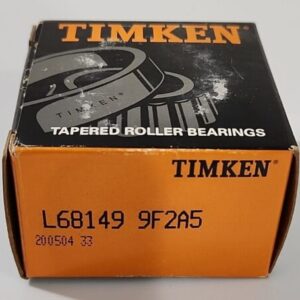 TIMKEN
TIMKEN®
TAPERED ROLLER BEARINGS
TIMKEN®
L68149 9F2A5
200504 33